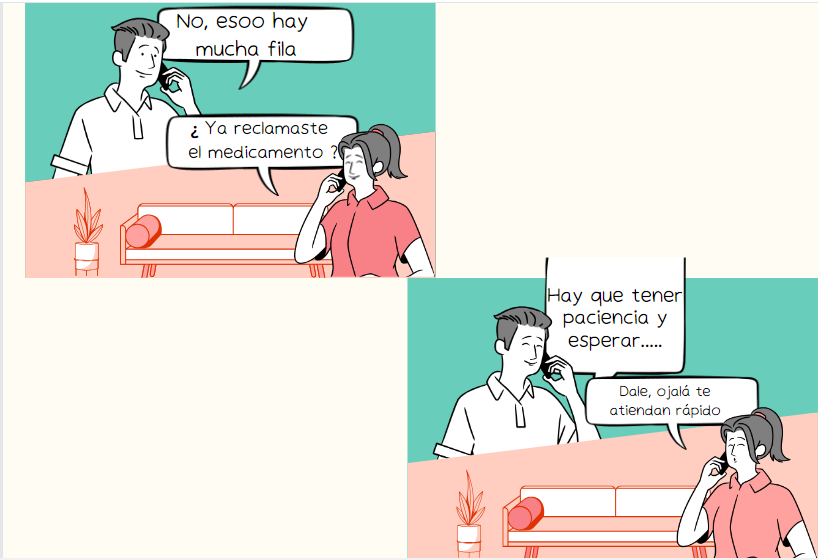 No, esoo hay
mucha fila
¿ Ya reclamaste
el medicamento ?
Hay que tener
paciencia y
esperar.....
Dale, ojalá te
atiendan rápido